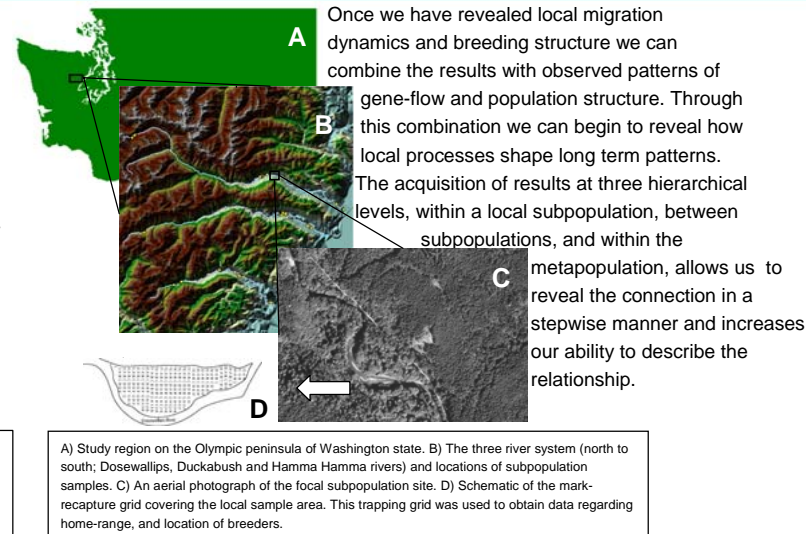 Once we have revealed local migration
dynamics and breeding structure we can
combine the results with observed patterns of
gene-flow and population structure. Through
this combination we can begin to reveal how
local processes shape long term patterns.
The acquisition of results at three hierarchical
levels, within a local subpopulation, between
subpopulations, and within the
metapopulation, allows us to
reveal the connection in a
stepwise manner and increases
our ability to describe the
relationship.
A
B
C
D
A) Study region on the Olympic peninsula of Washington state. B) The three river system (north to
south; Dosewallips, Duckabush and Hamma Hamma rivers) and locations of subpopulation
samples. C) An aerial photograph of the focal subpopulation site. D) Schematic of the mark-
recapture grid covering the local sample area. This trapping grid was used to obtain data regarding
home-range, and location of breeders.